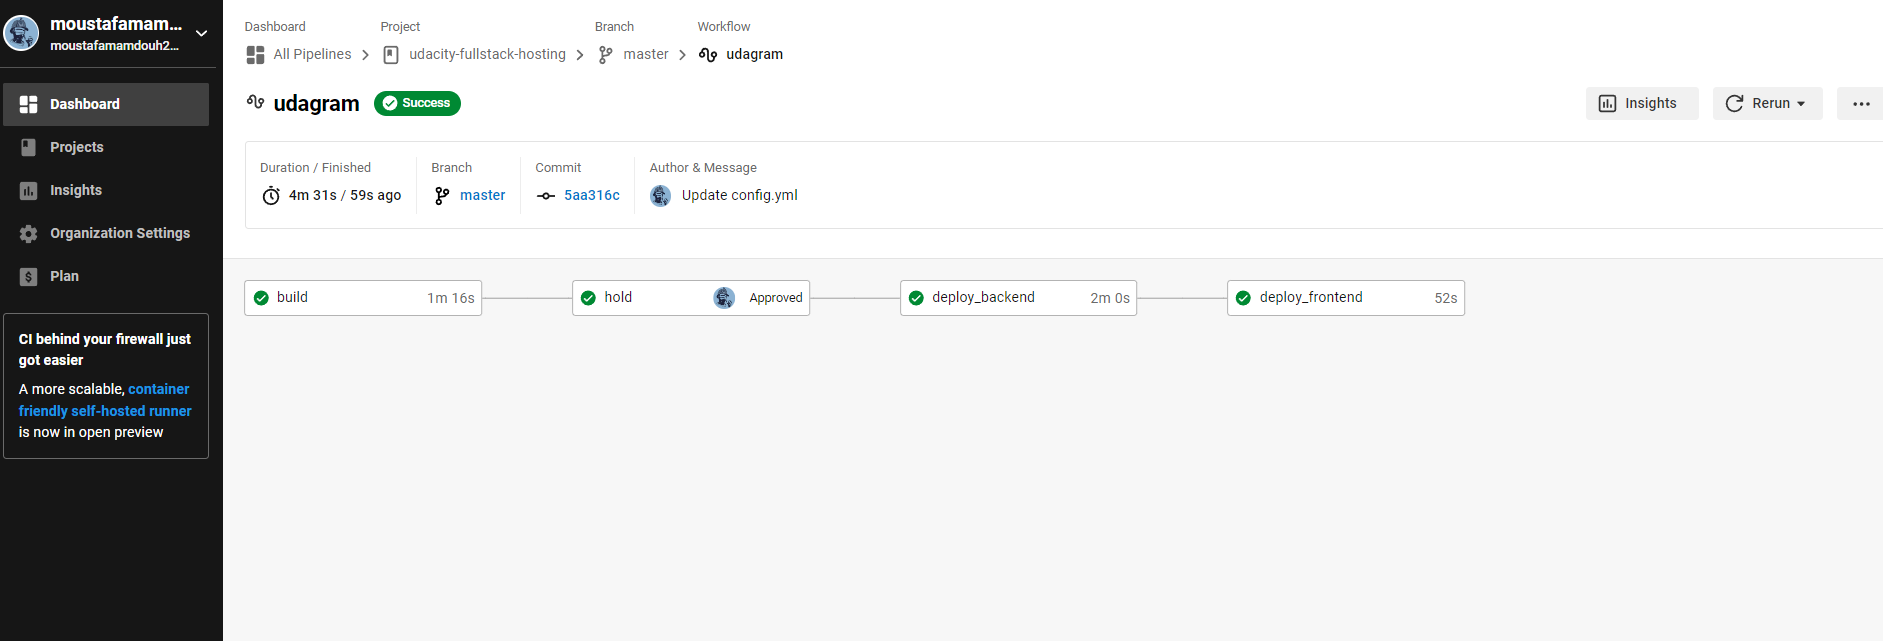 moustafamam...
moustafamamdouh2...
Dashboard
Projects
Insights
Organization Settings
Plan
CI behind your firewall just
got easier
A more scalable, container
friendly self-hosted runner
is now in open preview
Dashboard Project Branch Workflow
All Pipelines udacity-fullstack-hosting master udagram
udagram Success Insights Rerun
Duration / Finished Branch Commit Author & Message
4m 31s / 59s ago master 5aa316c Update config.yml
build 1m 16s hold Approved deploy_backend 2m 0s deploy_frontend 52s